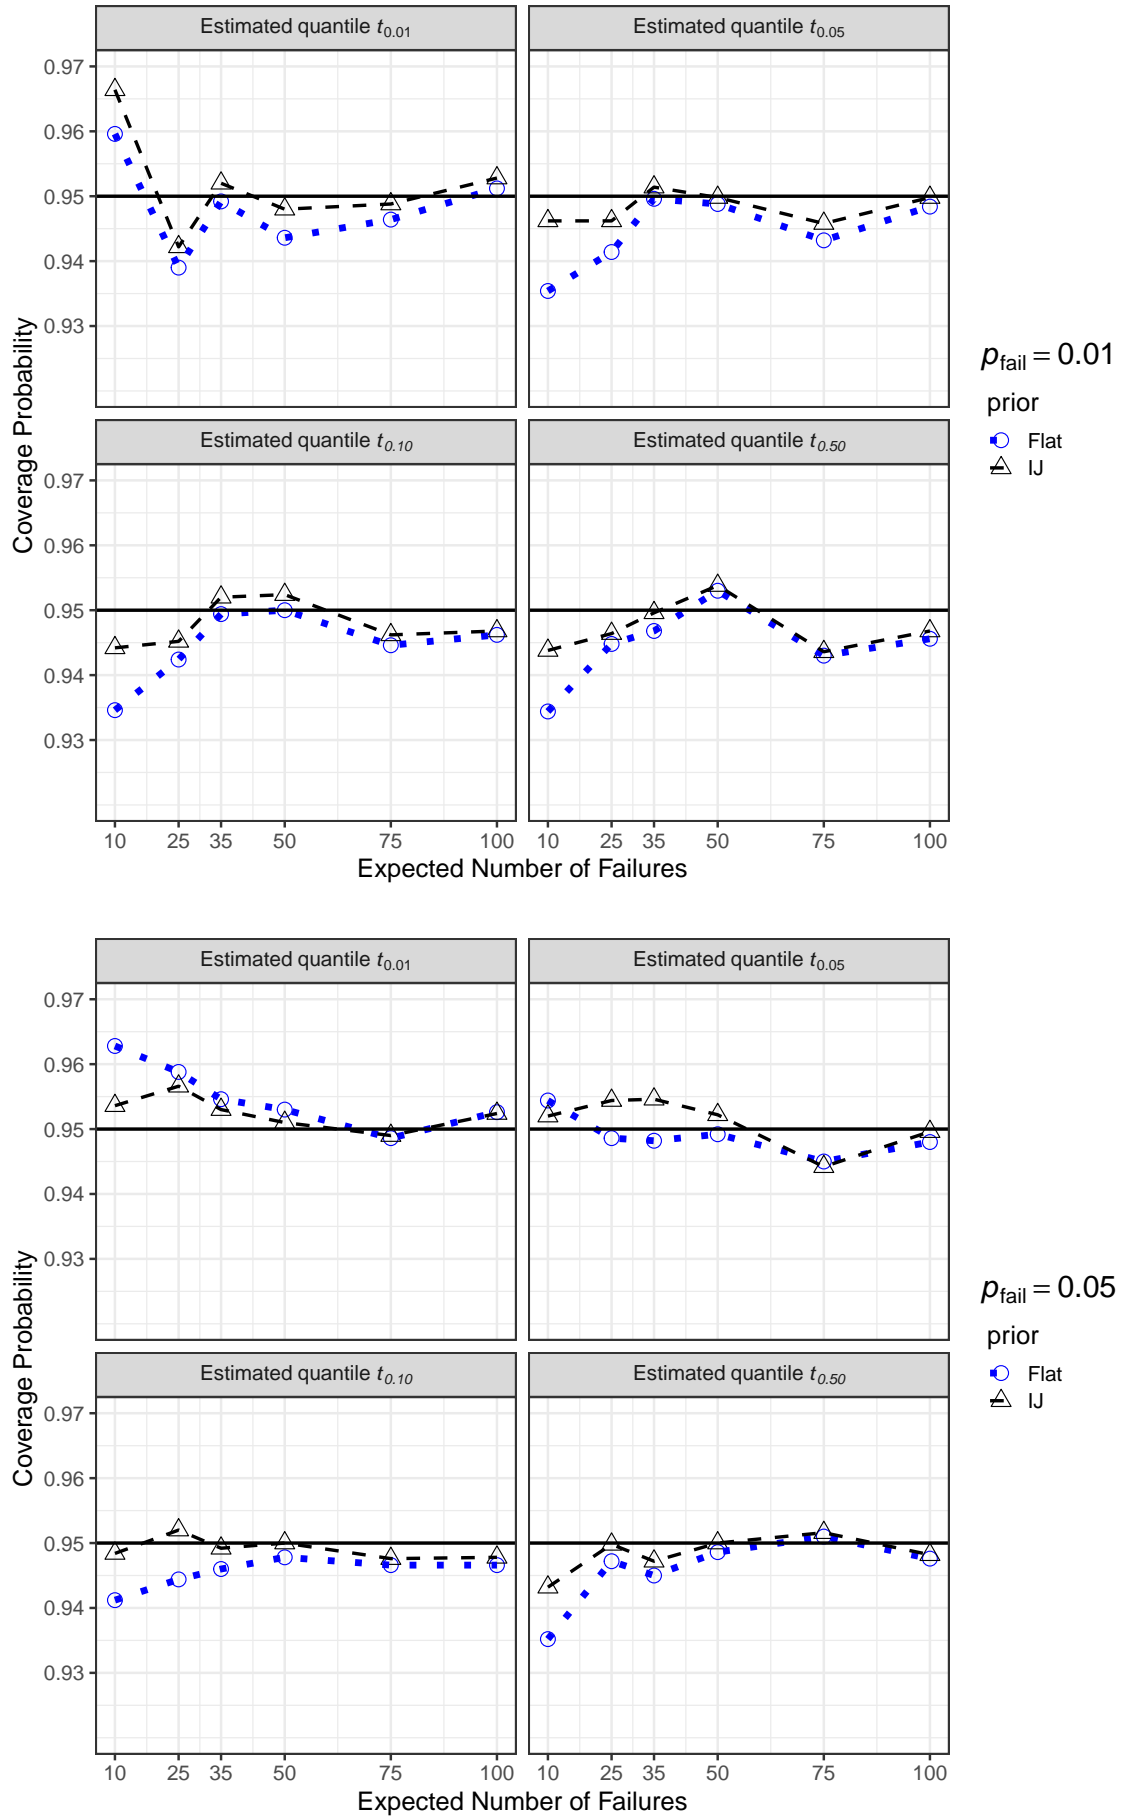 Estimated quantile t0.01
Estimated quantile t0.05
0.97
0.96
0.95
0.94
0.93
Estimated quantile t0.10
Estimated quantile t0.50
0.97
0.96
0.95
0.94
0.93
10 25 35 50 75 100
10 25 35 50 75 100
Expected Number of Failures
Coverage Probability
pfail = 0.01
prior
Flat
IJ
Estimated quantile t0.01
Estimated quantile t0.05
0.97
0.96
0.95
0.94
0.93
Estimated quantile t0.10
Estimated quantile t0.50
0.97
0.96
0.95
0.94
0.93
10 25 35 50 75 100
10 25 35 50 75 100
Expected Number of Failures
Coverage Probability
pfail = 0.05
prior
Flat
IJ